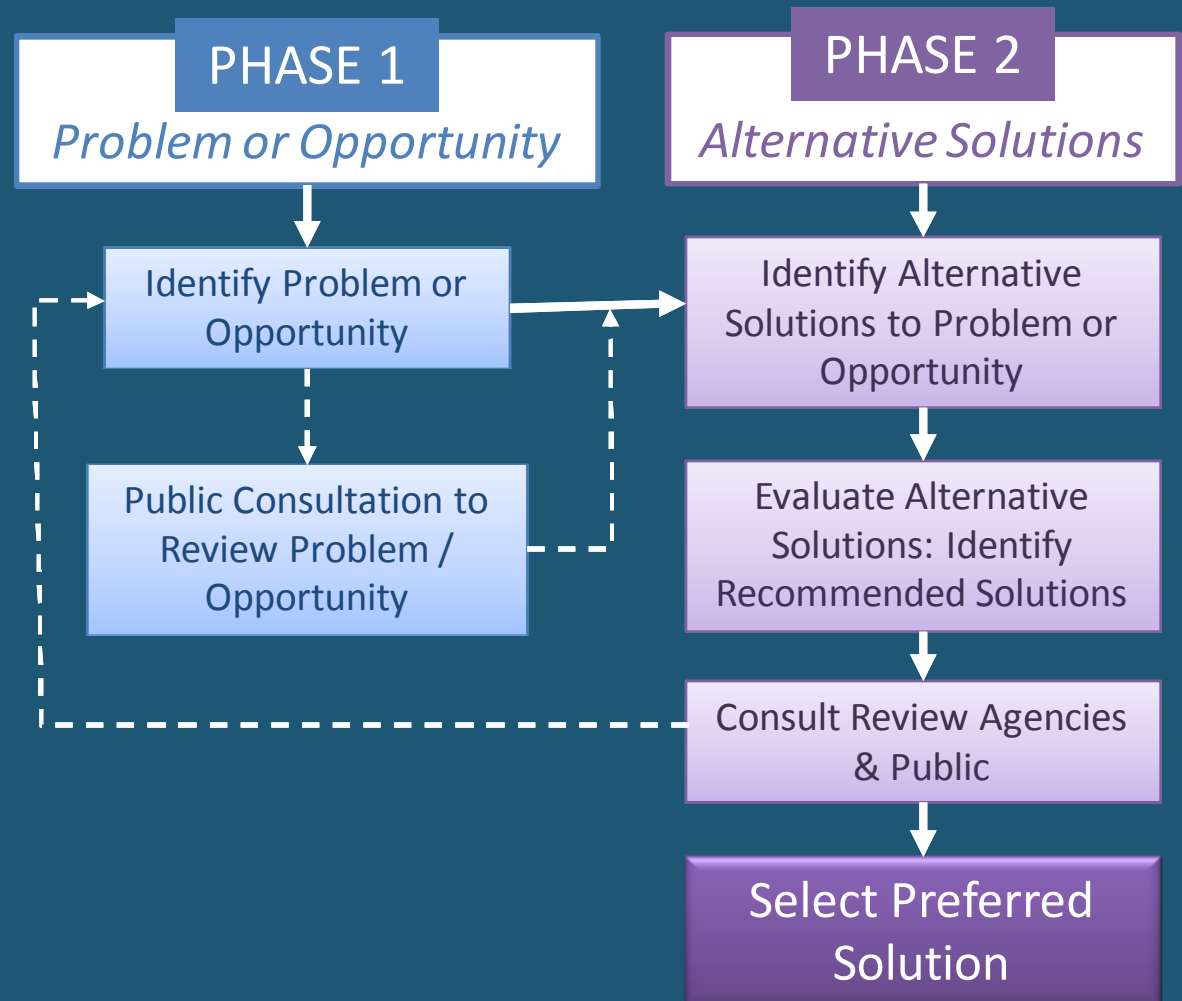 PHASE 1
Problem or Opportunity
Identify Problem or
Opportunity
Public Consultation to
Review Problem /
Opportunity
PHASE 2
Alternative Solutions
Identify Alternative
Solutions to Problem or
Opportunity
Evaluate Alternative
Solutions: Identify
Recommended Solutions
Consult Review Agencies
& Public
Select Preferred
Solution